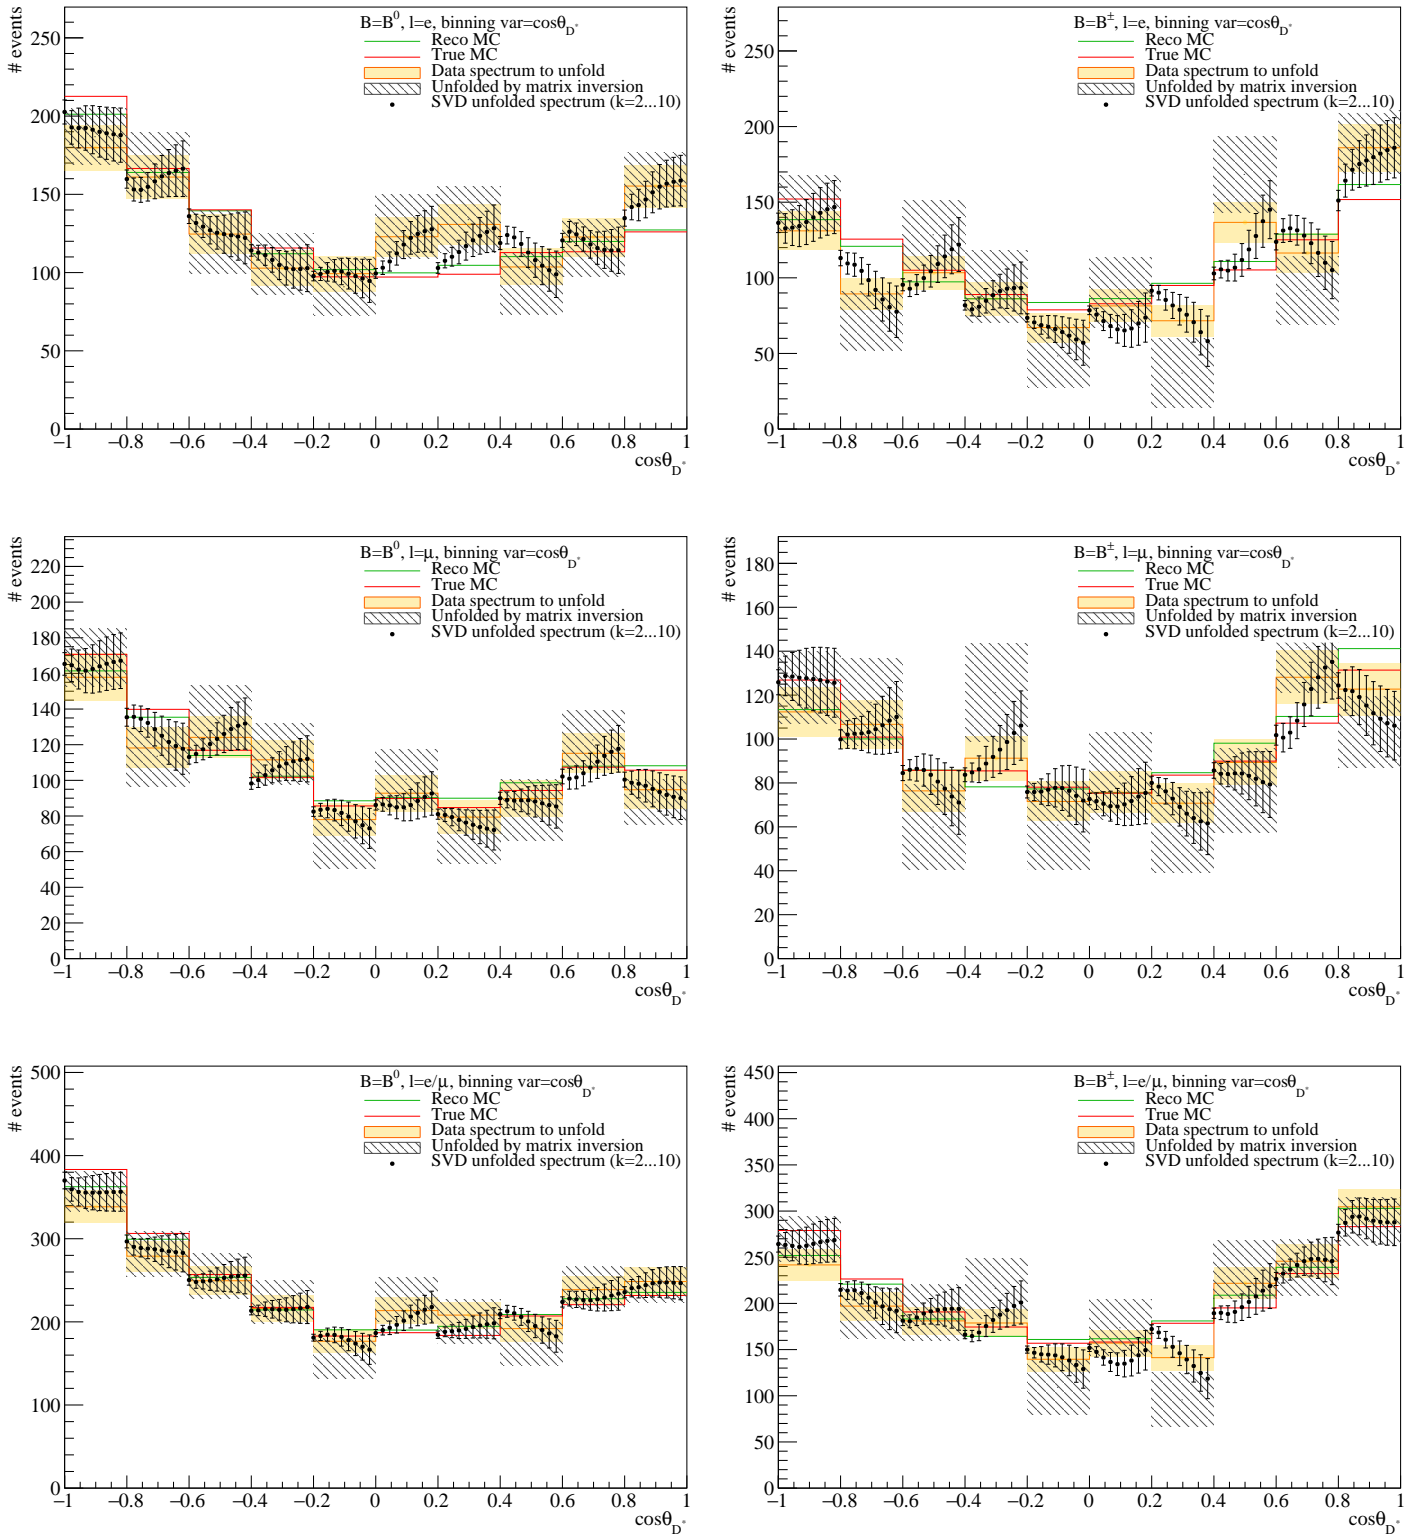 # events
B=B⁰, l=e, binning var=cosθ_D*
Reco MC
True MC
Data spectrum to unfold
Unfolded by matrix inversion
SVD unfolded spectrum (k=2...10)
250
200
150
100
50
0
−1 −0.8 −0.6 −0.4 −0.2 0 0.2 0.4 0.6 0.8 1
cosθ_D*
# events
B=B±, l=e, binning var=cosθ_D*
Reco MC
True MC
Data spectrum to unfold
Unfolded by matrix inversion
SVD unfolded spectrum (k=2...10)
250
200
150
100
50
0
−1 −0.8 −0.6 −0.4 −0.2 0 0.2 0.4 0.6 0.8 1
cosθ_D*
# events
B=B⁰, l=μ, binning var=cosθ_D*
Reco MC
True MC
Data spectrum to unfold
Unfolded by matrix inversion
SVD unfolded spectrum (k=2...10)
220
200
180
160
140
120
100
80
60
40
20
0
−1 −0.8 −0.6 −0.4 −0.2 0 0.2 0.4 0.6 0.8 1
cosθ_D*
# events
B=B±, l=μ, binning var=cosθ_D*
Reco MC
True MC
Data spectrum to unfold
Unfolded by matrix inversion
SVD unfolded spectrum (k=2...10)
180
160
140
120
100
80
60
40
20
0
−1 −0.8 −0.6 −0.4 −0.2 0 0.2 0.4 0.6 0.8 1
cosθ_D*
# events
B=B⁰, l=e/μ, binning var=cosθ_D*
Reco MC
True MC
Data spectrum to unfold
Unfolded by matrix inversion
SVD unfolded spectrum (k=2...10)
500
400
300
200
100
0
−1 −0.8 −0.6 −0.4 −0.2 0 0.2 0.4 0.6 0.8 1
cosθ_D*
# events
B=B±, l=e/μ, binning var=cosθ_D*
Reco MC
True MC
Data spectrum to unfold
Unfolded by matrix inversion
SVD unfolded spectrum (k=2...10)
450
400
350
300
250
200
150
100
50
0
−1 −0.8 −0.6 −0.4 −0.2 0 0.2 0.4 0.6 0.8 1
cosθ_D*